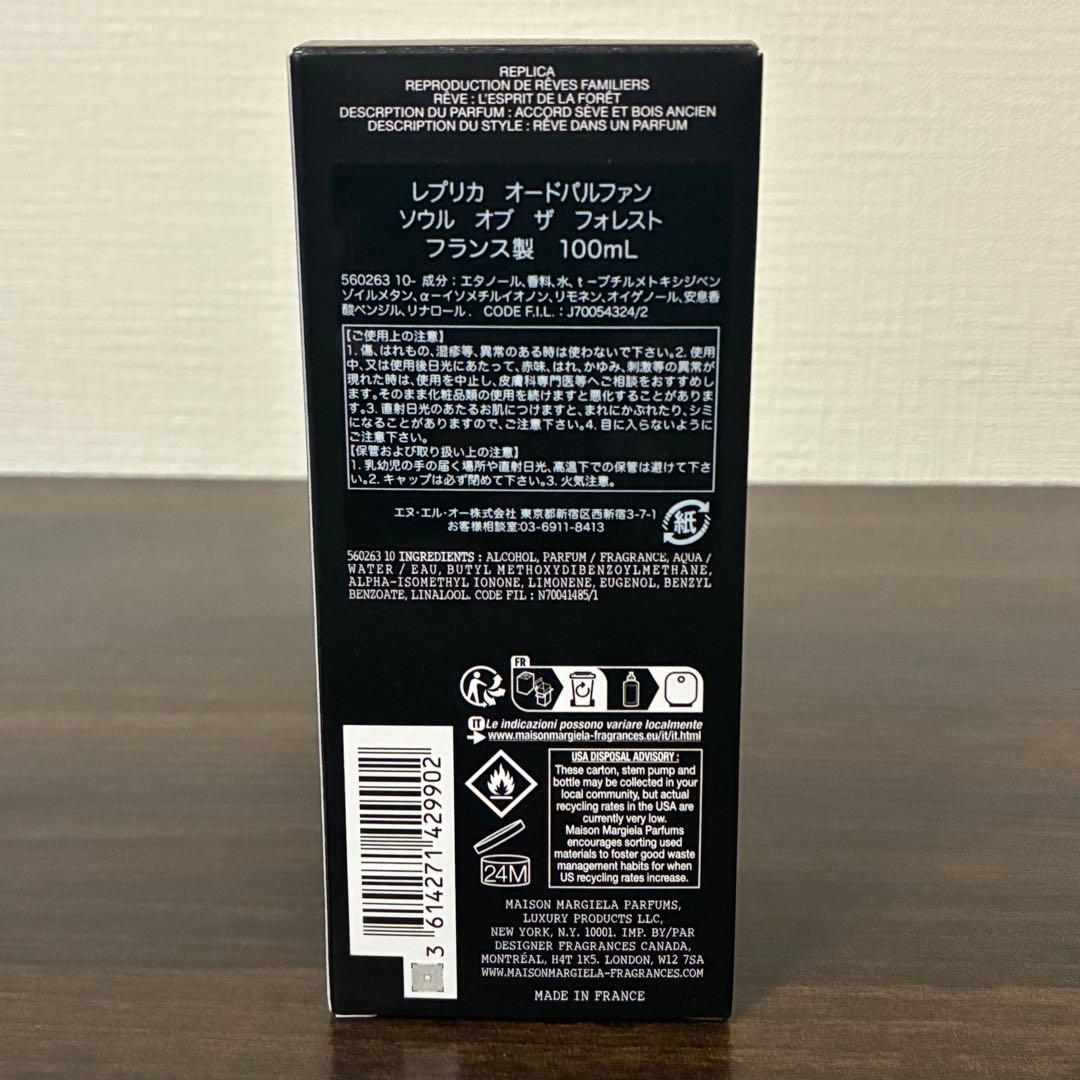 REPLICA
REPRODUCTION DE RÊVES FAMILIERS
RÊVE : L'ESPRIT DE LA FORÊT
DESCRPTION DU PARFUM : ACCORD SÈVE ET BOIS ANCIEN
DESCRIPTION DU STYLE : RÊVE DANS UN PARFUM
レプリカ オードパルファン
ソウル オブ ザ フォレスト
フランス製 100mL
560263 10- 成分：エタノール、香料、水、t－ブチルメトキシジベン
ゾイルメタン、α－イソメチルイオノン、リモネン、オイゲノール、安息香
酸ベンジル、リナロール． CODE F.I.L. : J70054324/2
【ご使用上の注意】
1. 傷、はれもの、湿疹等、異常のある時は使わないで下さい。2. 使用
中、又は使用後日光にあたって、赤味、はれ、かゆみ、刺激等の異常が
現れた時は、使用を中止し、皮膚科専門医等へご相談をおすすめし
ます。そのまま化粧品類の使用を続けますと悪化することがありま
す。3. 直射日光のあたるお肌につけますと、まれにかぶれたり、シミ
になることがありますので、ご注意下さい。4. 目に入らないように
ご注意下さい。
【保管および取り扱い上の注意】
1. 乳幼児の手の届く場所や直射日光、高温下での保管は避けて下さ
い。2. キャップは必ず閉めて下さい。3. 火気注意。
エヌ・エル・オー株式会社 東京都新宿区西新宿3-7-1
お客様相談室:03-6911-8413
紙
560263 10 INGREDIENTS : ALCOHOL, PARFUM / FRAGRANCE, AQUA /
WATER / EAU, BUTYL METHOXYDIBENZOYLMETHANE,
ALPHA-ISOMETHYL IONONE, LIMONENE, EUGENOL, BENZYL
BENZOATE, LINALOOL. CODE FIL : N70041485/1
FR
IT Le indicazioni possono variare localmente
www.maisonmargiela-fragrances.eu/it/it.html
USA DISPOSAL ADVISORY :
These carton, stem pump and
bottle may be collected in your
local community, but actual
recycling rates in the USA are
currently very low.
Maison Margiela Parfums
encourages sorting used
materials to foster good waste
management habits for when
US recycling rates increase.
24M
3 614271 429902
MAISON MARGIELA PARFUMS,
LUXURY PRODUCTS LLC,
NEW YORK, N.Y. 10001. IMP. BY/PAR
DESIGNER FRAGRANCES CANADA,
MONTRÉAL, H4T 1K5. LONDON, W12 7SA
WWW.MAISONMARGIELA-FRAGRANCES.COM
MADE IN FRANCE